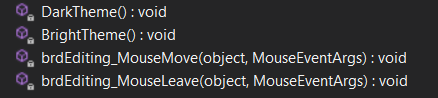 DarkTheme() : void
BrightTheme() : void
brdEditing_MouseMove(object, MouseEventArgs) : void
brdEditing_MouseLeave(object, MouseEventArgs) : void